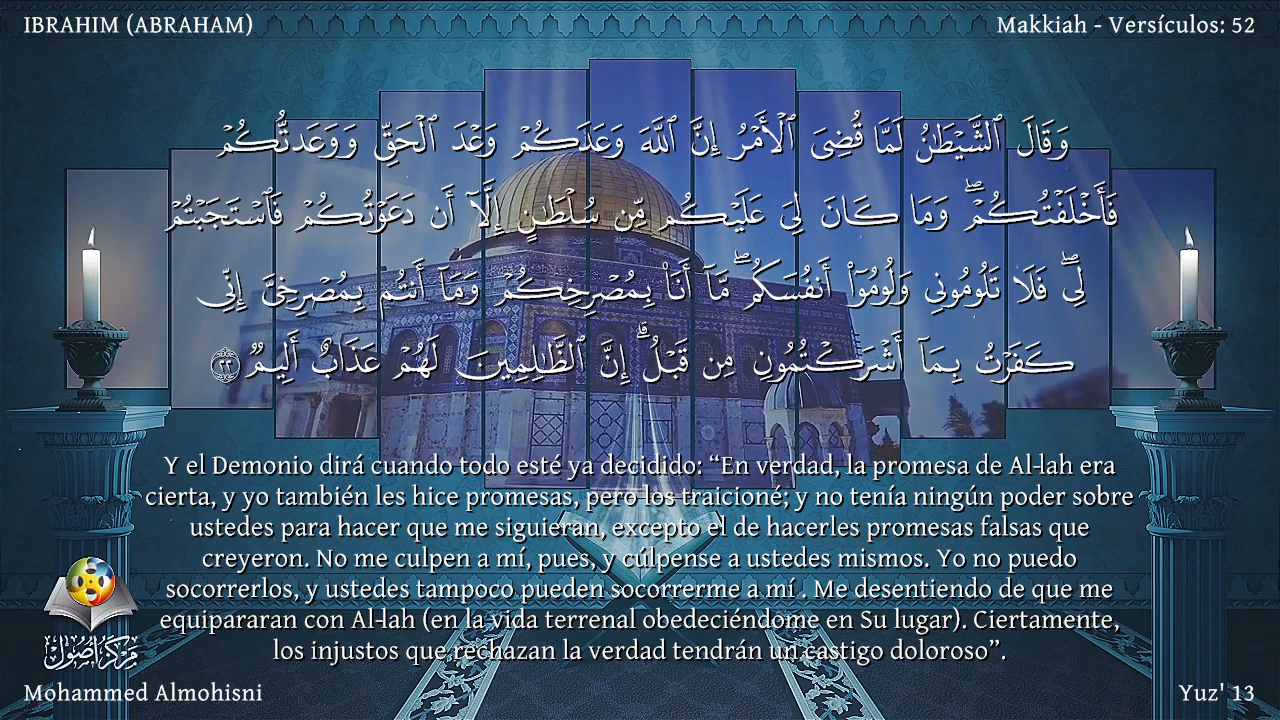 IBRAHIM (ABRAHAM)
Makkiah - Versículos: 52
وَقَالَ ٱلشَّيْطَٰنُ لَمَّا قُضِىَ ٱلْأَمْرُ إِنَّ ٱللَّهَ وَعَدَكُمْ وَعْدَ ٱلْحَقِّ وَوَعَدتُّكُمْ
فَأَخْلَفْتُكُمْ ۖ وَمَا كَانَ لِىَ عَلَيْكُم مِّن سُلْطَٰنٍ إِلَّآ أَن دَعَوْتُكُمْ فَٱسْتَجَبْتُمْ
لِى ۖ فَلَا تَلُومُونِى وَلُومُوٓا۟ أَنفُسَكُم ۖ مَّآ أَنَا۠ بِمُصْرِخِكُمْ وَمَآ أَنتُم بِمُصْرِخِىَّ ۖ إِنِّى
كَفَرْتُ بِمَآ أَشْرَكْتُمُونِ مِن قَبْلُ ۗ إِنَّ ٱلظَّٰلِمِينَ لَهُمْ عَذَابٌ أَلِيمٌ ٢٢
Y el Demonio dirá cuando todo esté ya decidido: “En verdad, la promesa de Al-lah era
cierta, y yo también les hice promesas, pero los traicioné; y no tenía ningún poder sobre
ustedes para hacer que me siguieran, excepto el de hacerles promesas falsas que
creyeron. No me culpen a mí, pues, y cúlpense a ustedes mismos. Yo no puedo
socorrerlos, y ustedes tampoco pueden socorrerme a mí . Me desentiendo de que me
equipararan con Al-lah (en la vida terrenal obedeciéndome en Su lugar). Ciertamente,
los injustos que rechazan la verdad tendrán un castigo doloroso”.
مركز أصول
Mohammed Almohisni
Yuz' 13